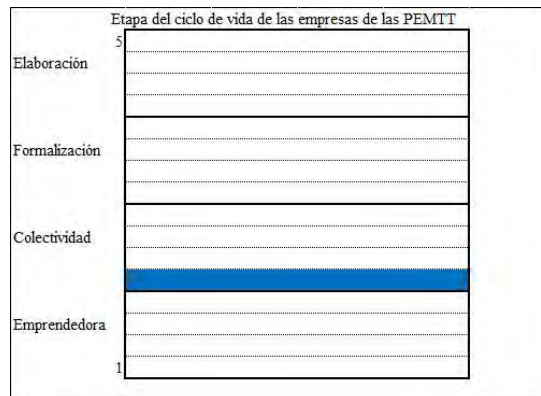 Etapa del ciclo de vida de las empresas de las PEMTT
5
Elaboración
Formalización
Colectividad
Emprendedora
1